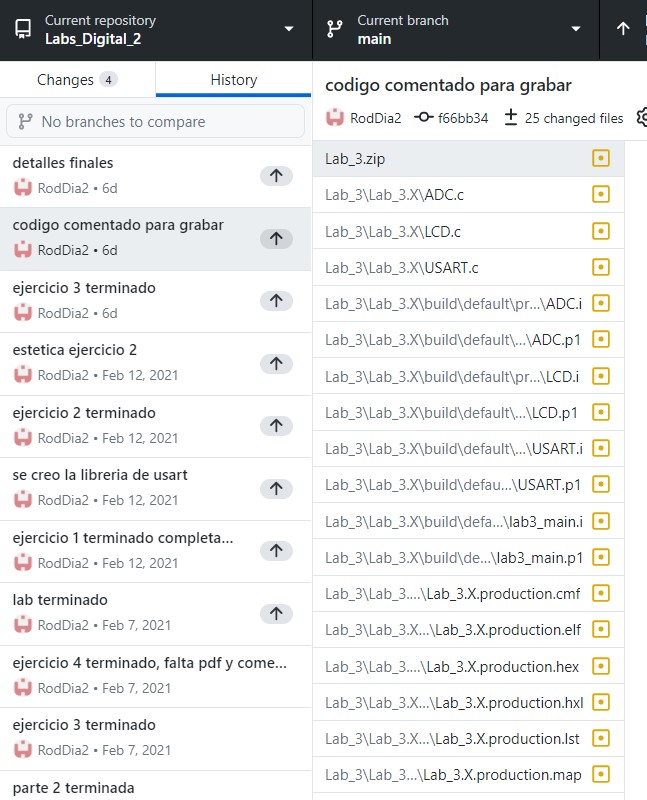 Current repository
Labs_Digital_2
Current branch
main
Changes 4
History
No branches to compare
detalles finales
RodDia2 • 6d
codigo comentado para grabar
RodDia2 • 6d
ejercicio 3 terminado
RodDia2 • 6d
estetica ejercicio 2
RodDia2 • Feb 12, 2021
ejercicio 2 terminado
RodDia2 • Feb 12, 2021
se creo la libreria de usart
RodDia2 • Feb 12, 2021
ejercicio 1 terminado completa...
RodDia2 • Feb 12, 2021
lab terminado
RodDia2 • Feb 7, 2021
ejercicio 4 terminado, falta pdf y come...
RodDia2 • Feb 7, 2021
ejercicio 3 terminado
RodDia2 • Feb 7, 2021
parte 2 terminada
codigo comentado para grabar
RodDia2 f66bb34 25 changed files
Lab_3.zip
Lab_3\Lab_3.X\ADC.c
Lab_3\Lab_3.X\LCD.c
Lab_3\Lab_3.X\USART.c
Lab_3\Lab_3.X\build\default\pr...\ADC.i
Lab_3\Lab_3.X\build\default\...\ADC.p1
Lab_3\Lab_3.X\build\default\pr...\LCD.i
Lab_3\Lab_3.X\build\default\...\LCD.p1
Lab_3\Lab_3.X\build\default\...\USART.i
Lab_3\Lab_3.X\build\defau...\USART.p1
Lab_3\Lab_3.X\build\defa...\lab3_main.i
Lab_3\Lab_3.X\build\de...\lab3_main.p1
Lab_3\Lab_3....\Lab_3.X.production.cmf
Lab_3\Lab_3.X...\Lab_3.X.production.elf
Lab_3\Lab_3....\Lab_3.X.production.hex
Lab_3\Lab_3.X...\Lab_3.X.production.hxl
Lab_3\Lab_3.X...\Lab_3.X.production.lst
Lab_3\Lab_3...\Lab_3.X.production.map